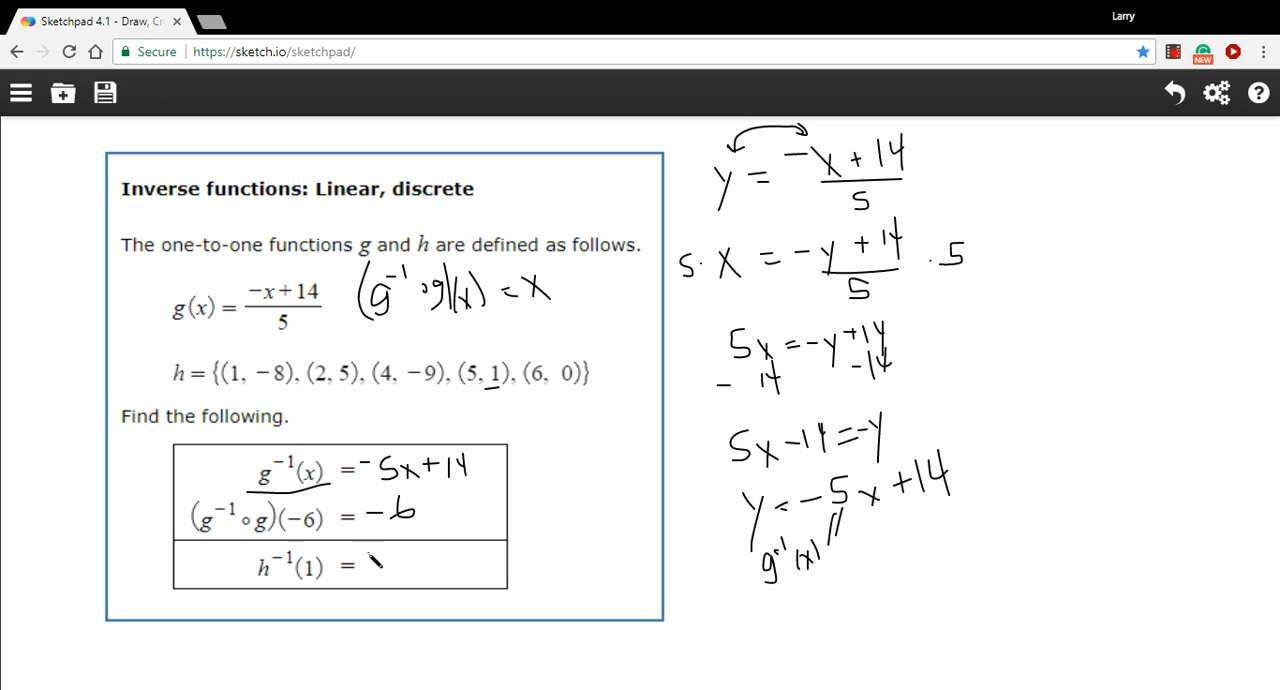 Sketchpad 4.1 - Draw, Cr
Larry
Secure https://sketch.io/sketchpad/
NEW
Inverse functions: Linear, discrete
The one-to-one functions g and h are defined as follows.
g(x) = (-x+14)/5
(g⁻¹∘g)(x) = x
h = {(1, -8), (2, 5), (4, -9), (5, 1), (6, 0)}
Find the following.
g⁻¹(x) = -5x+14
(g⁻¹∘g)(-6) = -6
h⁻¹(1) =
y = (-x+14)/5
5· x = (-y+14)/5 ·5
5x = -y+14
- 14 -14
5x-14=-y
y = -5x+14
g⁻¹(x)